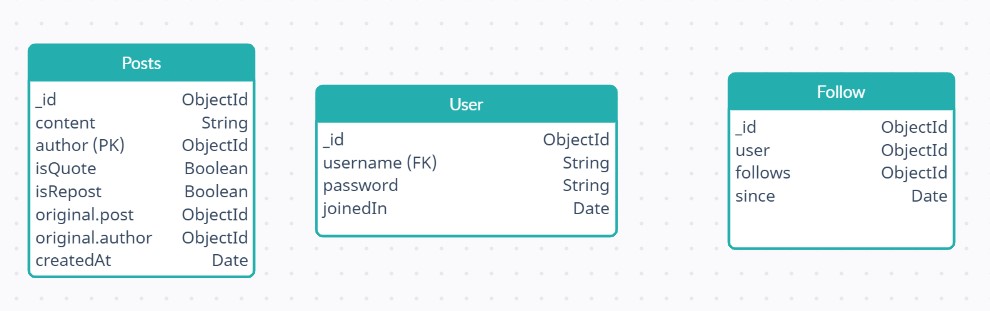 Posts
_id ObjectId
content String
author (PK) ObjectId
isQuote Boolean
isRepost Boolean
original.post ObjectId
original.author ObjectId
createdAt Date
User
_id ObjectId
username (FK) String
password String
joinedIn Date
Follow
_id ObjectId
user ObjectId
follows ObjectId
since Date